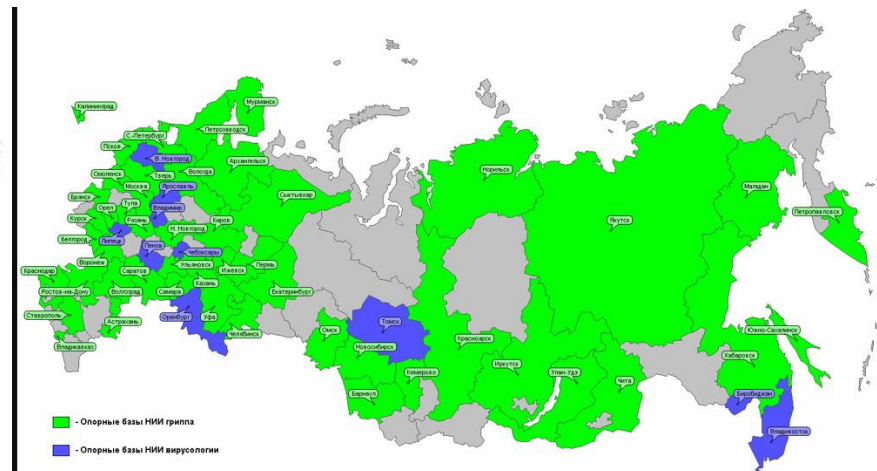 Калининград
Мурманск
С.-Петербург
Петрозаводск
Псков
В. Новгород
Архангельск
Смоленск
Тверь
Вологда
Москва
Ярославль
Сыктывкар
Норильск
Брянск
Тула
Владимир
Орел
Рязань
Киров
Курск
Н. Новгород
Белгород
Липецк
Пенза
Чебоксары
Воронеж
Ульяновск
Ижевск
Пермь
Краснодар
Саратов
Казань
Ростов-на-Дону
Волгоград
Самара
Екатеринбург
Ставрополь
Астрахань
Оренбург
Уфа
Челябинск
Владикавказ
Омск
Томск
Новосибирск
Красноярск
Кемерово
Барнаул
Иркутск
Улан-Удэ
Чита
Якутск
Магадан
Петропавловск
Южно-Сахалинск
Хабаровск
Биробиджан
Владивосток
- Опорные базы НИИ гриппа
- Опорные базы НИИ вирусологии